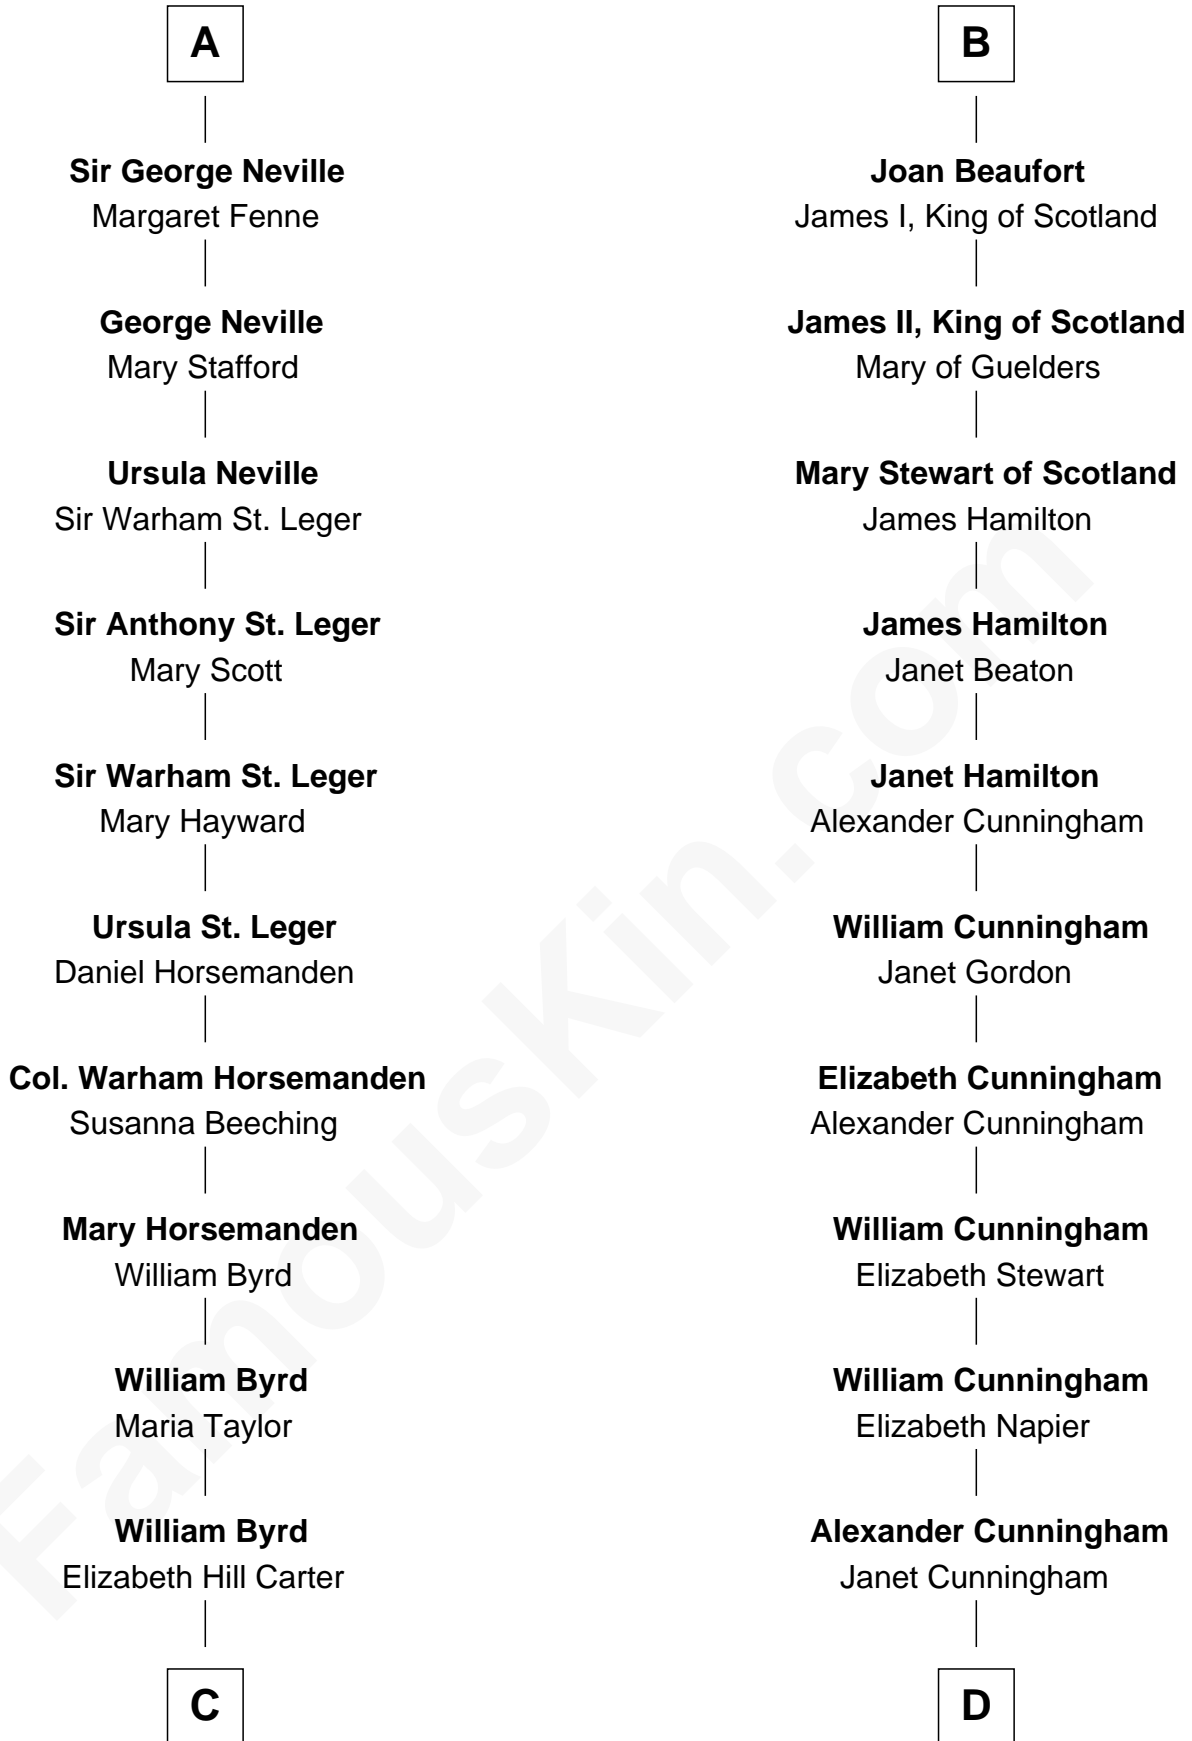 A
Sir George Neville
Margaret Fenne
George Neville
Mary Stafford
Ursula Neville
Sir Warham St. Leger
Sir Anthony St. Leger
Mary Scott
Sir Warham St. Leger
Mary Hayward
Ursula St. Leger
Daniel Horsemanden
Col. Warham Horsemanden
Susanna Beeching
Mary Horsemanden
William Byrd
William Byrd
Maria Taylor
William Byrd
Elizabeth Hill Carter
C
B
Joan Beaufort
James I, King of Scotland
James II, King of Scotland
Mary of Guelders
Mary Stewart of Scotland
James Hamilton
James Hamilton
Janet Beaton
Janet Hamilton
Alexander Cunningham
William Cunningham
Janet Gordon
Elizabeth Cunningham
Alexander Cunningham
William Cunningham
Elizabeth Stewart
William Cunningham
Elizabeth Napier
Alexander Cunningham
Janet Cunningham
D
FamousKin.com